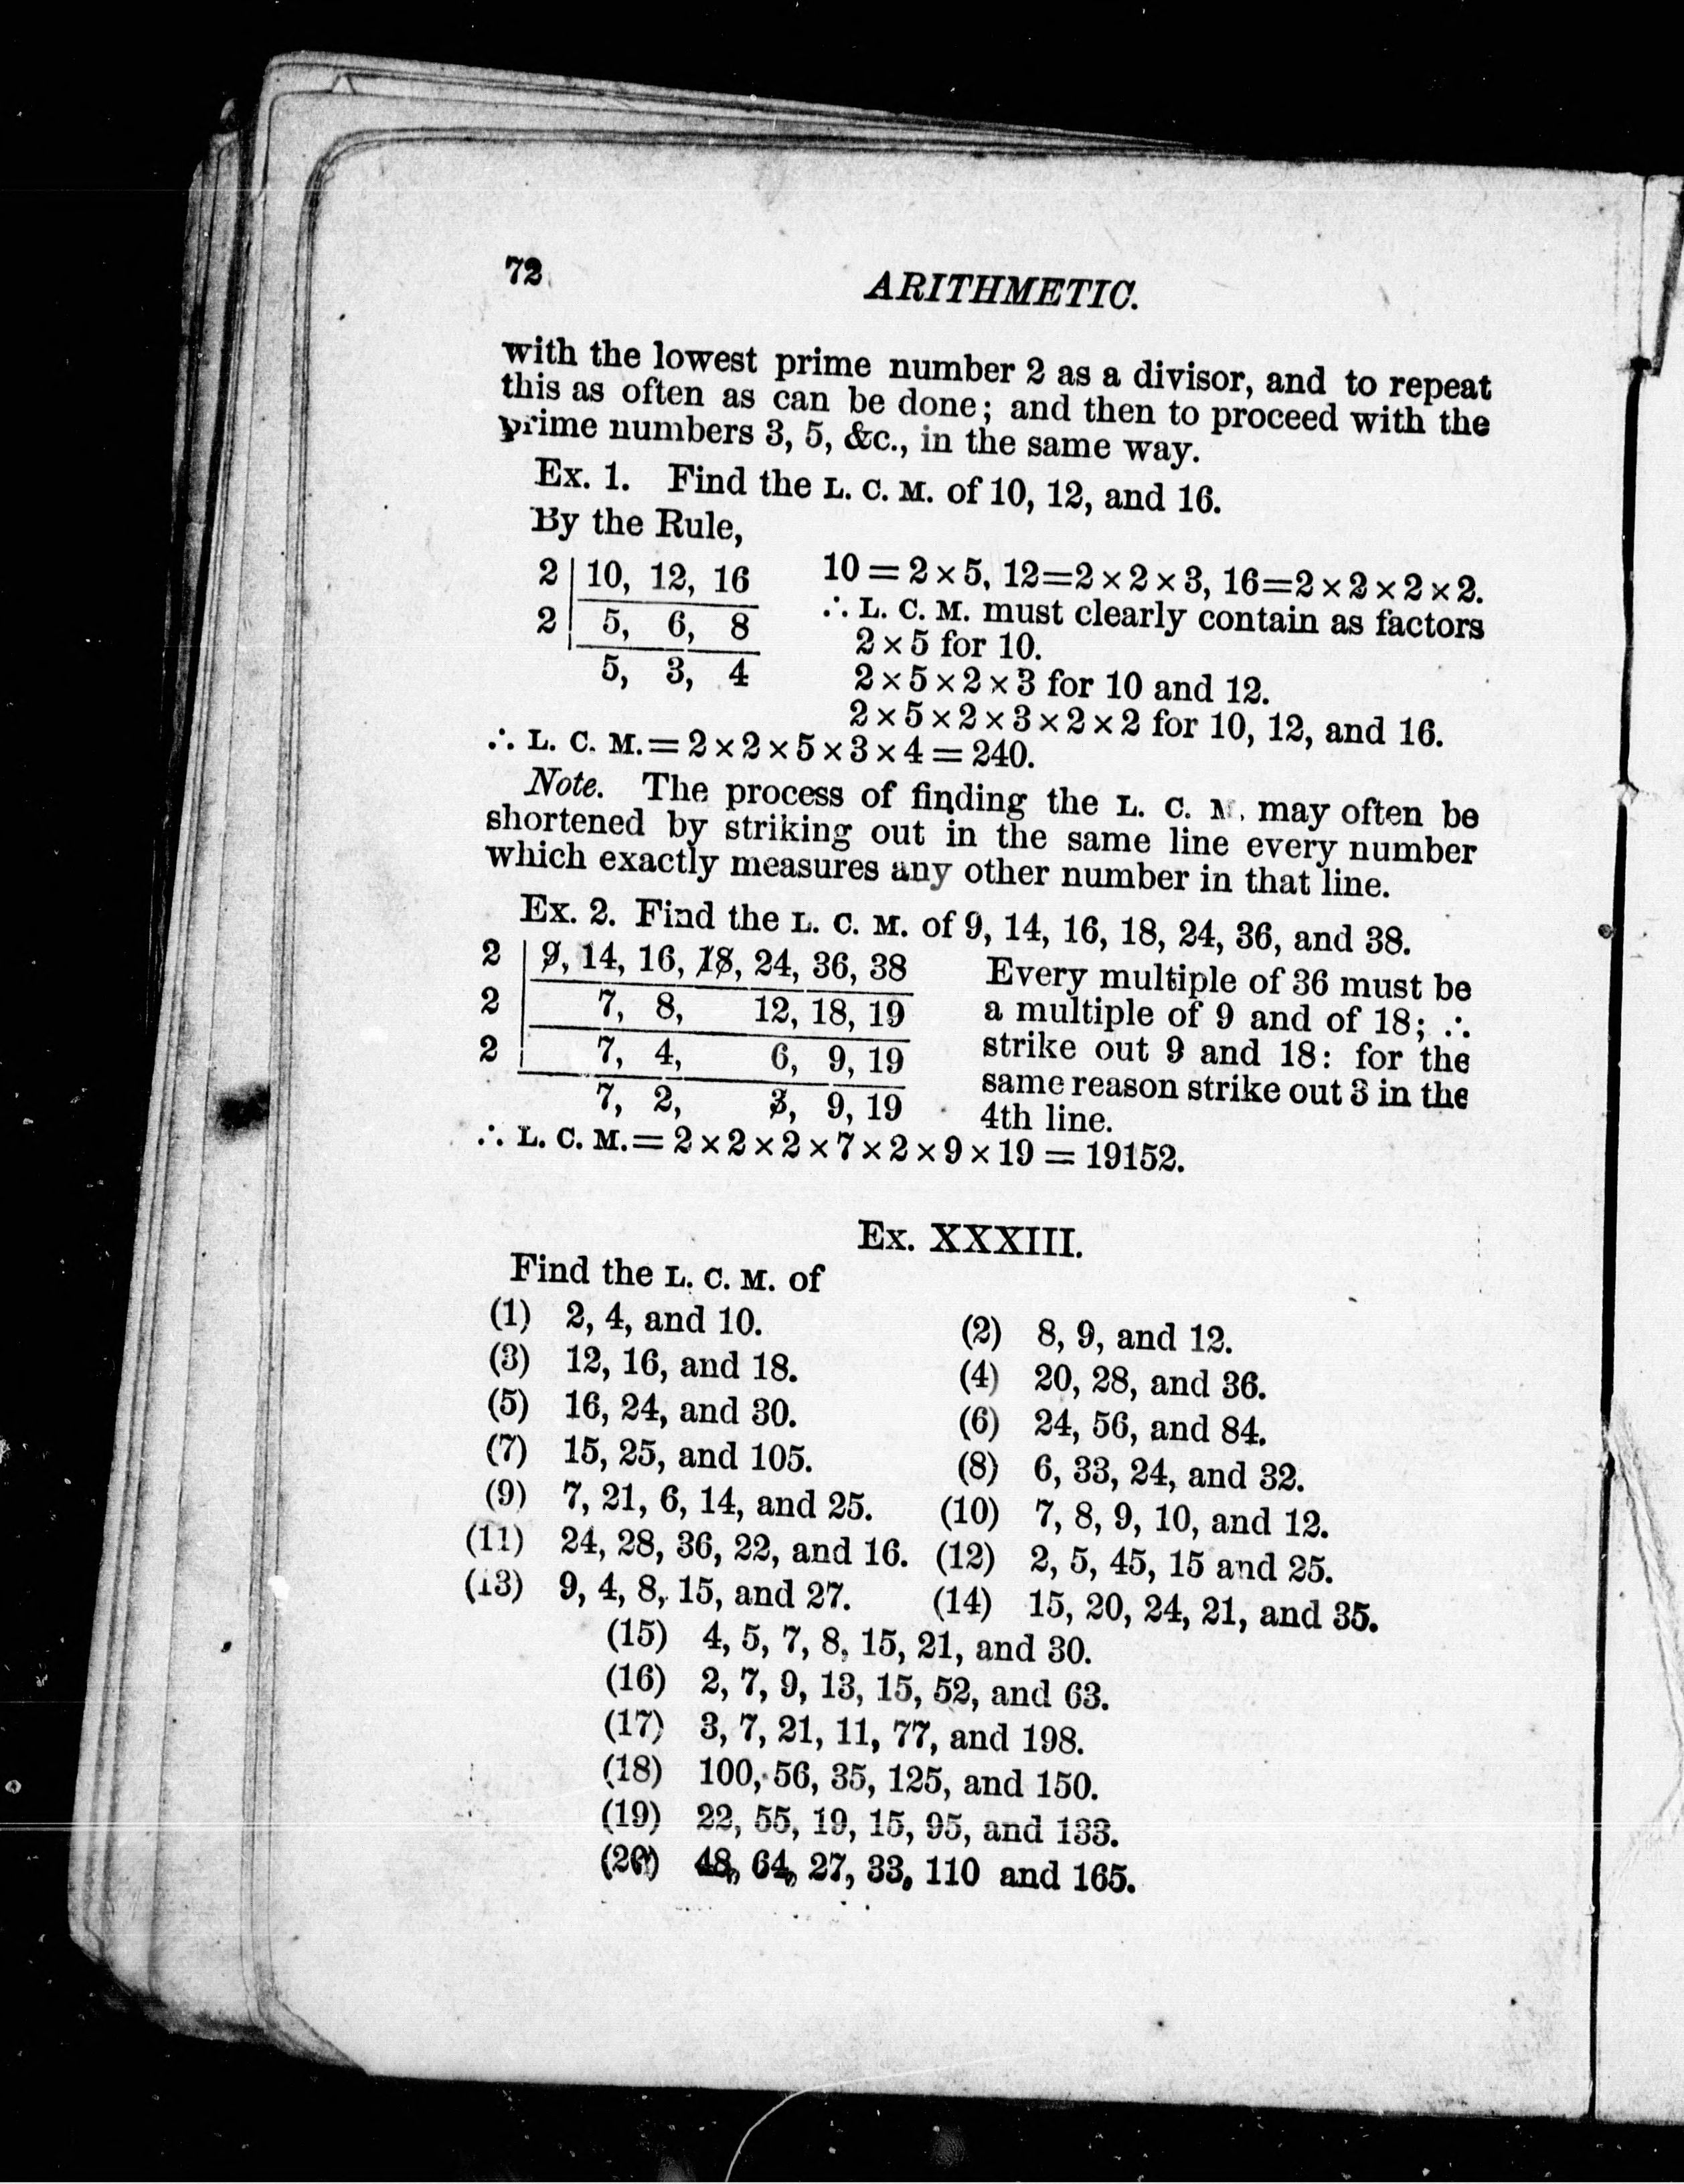 72
ARITHMETIC.
with the lowest prime number 2 as a divisor, and to repeat
this as often as can be done; and then to proceed with the
prime numbers 3, 5, &c., in the same way.
Ex. 1. Find the L. C. M. of 10, 12, and 16.
By the Rule,
2 | 10, 12, 16
2 | 5, 6, 8
5, 3, 4
10 = 2 × 5, 12 = 2 × 2 × 3, 16 = 2 × 2 × 2 × 2.
∴ L. C. M. must clearly contain as factors
2 × 5 for 10.
2 × 5 × 2 × 3 for 10 and 12.
2 × 5 × 2 × 3 × 2 × 2 for 10, 12, and 16.
∴ L. C. M. = 2 × 2 × 5 × 3 × 4 = 240.
Note. The process of finding the L. C. M. may often be
shortened by striking out in the same line every number
which exactly measures any other number in that line.
Ex. 2. Find the L. C. M. of 9, 14, 16, 18, 24, 36, and 38.
2 | 9, 14, 16, 18, 24, 36, 38
2 | 7, 8, 12, 18, 19
2 | 7, 4, 6, 9, 19
7, 2, 3, 9, 19
Every multiple of 36 must be
a multiple of 9 and of 18; ∴
strike out 9 and 18: for the
same reason strike out 3 in the
4th line.
∴ L. C. M. = 2 × 2 × 2 × 7 × 2 × 9 × 19 = 19152.
Ex. XXXIII.
Find the L. C. M. of
(1) 2, 4, and 10.
(2) 8, 9, and 12.
(3) 12, 16, and 18.
(4) 20, 28, and 36.
(5) 16, 24, and 30.
(6) 24, 56, and 84.
(7) 15, 25, and 105.
(8) 6, 33, 24, and 32.
(9) 7, 21, 6, 14, and 25.
(10) 7, 8, 9, 10, and 12.
(11) 24, 28, 36, 22, and 16.
(12) 2, 5, 45, 15 and 25.
(13) 9, 4, 8, 15, and 27.
(14) 15, 20, 24, 21, and 35.
(15) 4, 5, 7, 8, 15, 21, and 30.
(16) 2, 7, 9, 13, 15, 52, and 63.
(17) 3, 7, 21, 11, 77, and 198.
(18) 100, 56, 35, 125, and 150.
(19) 22, 55, 19, 15, 95, and 133.
(20) 48, 64, 27, 33, 110 and 165.